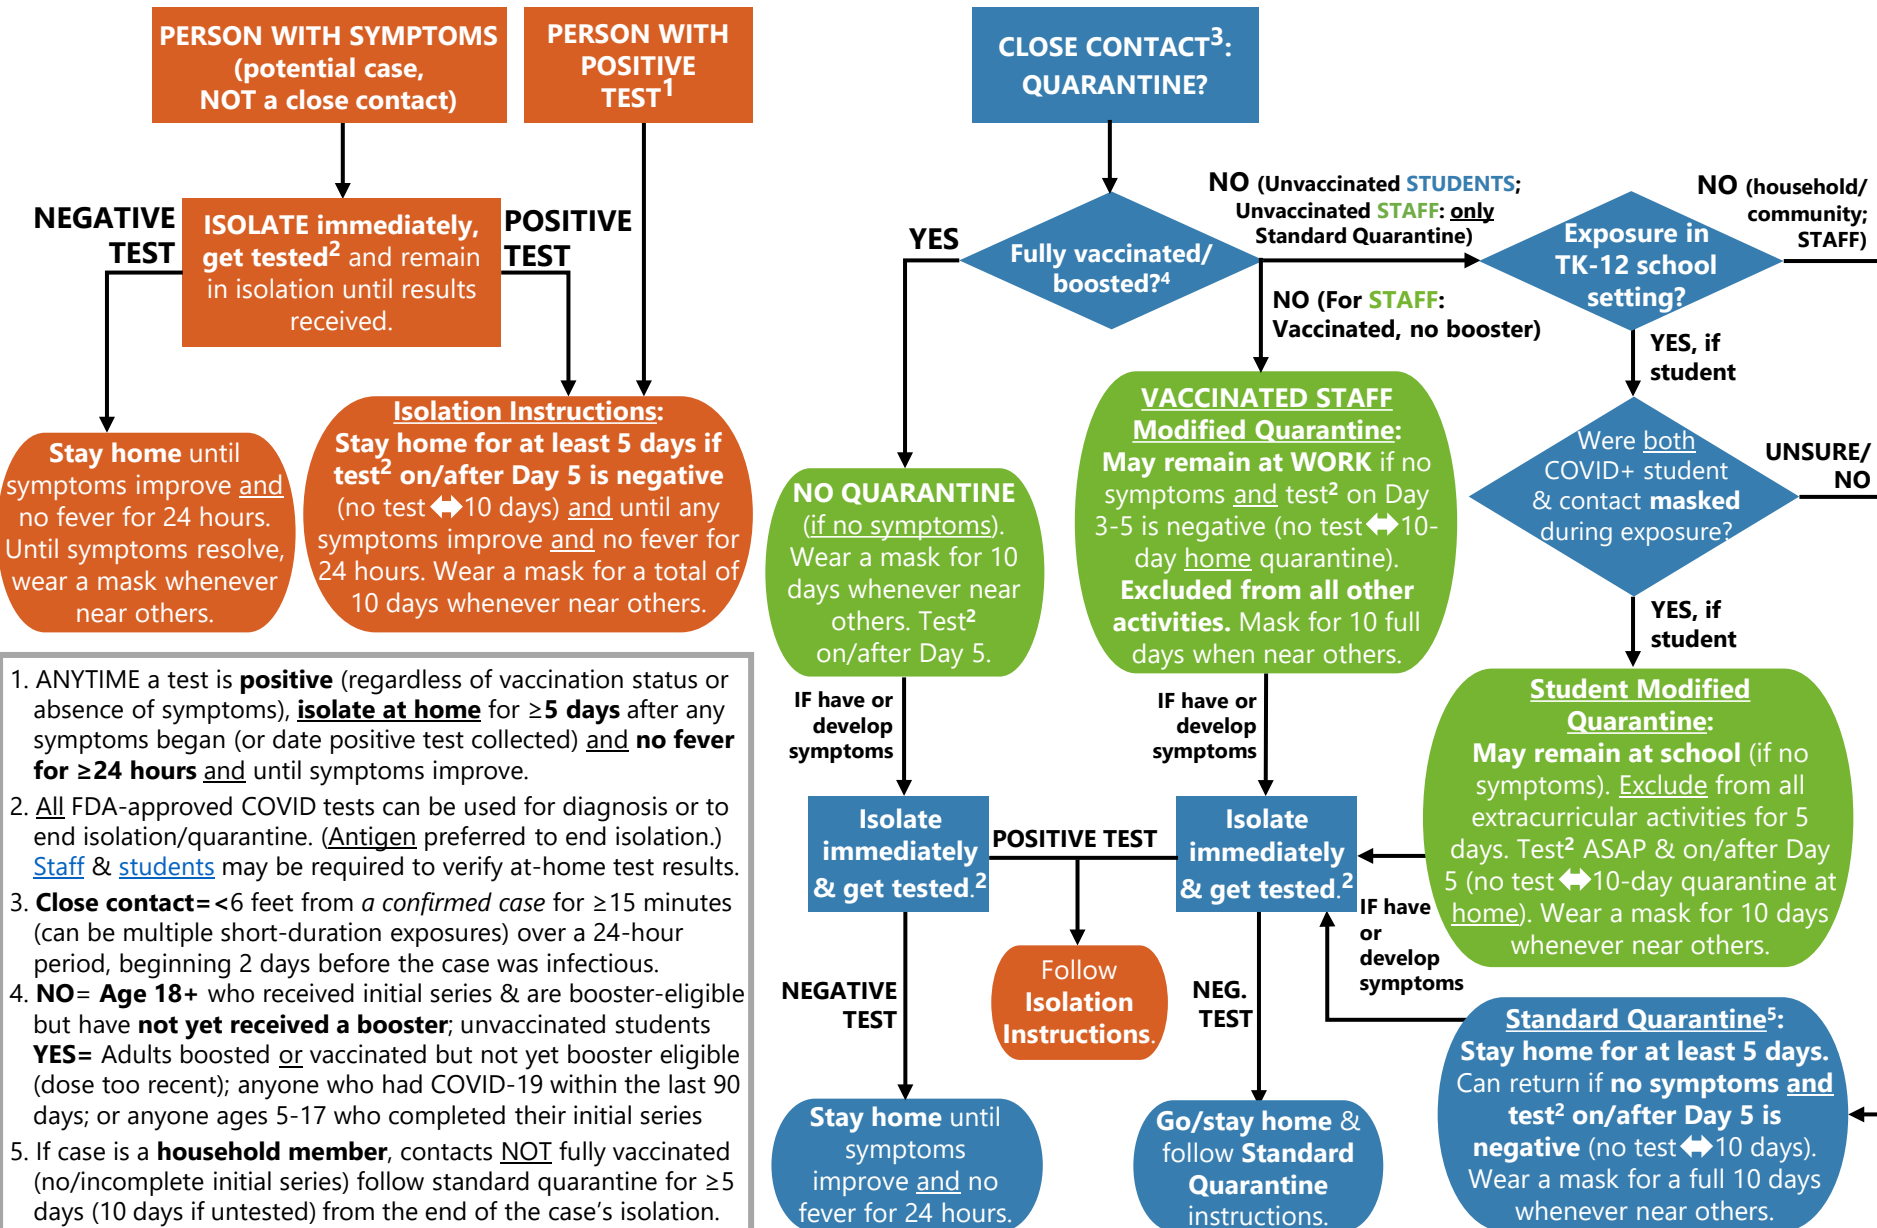 PERSON WITH SYMPTOMS
(potential case,
NOT a close contact)
PERSON WITH
POSITIVE
TEST1
NEGATIVE
TEST
ISOLATE immediately,
get tested2 and remain
in isolation until results
received.
POSITIVE
TEST
Stay home until
symptoms improve and
no fever for 24 hours.
Until symptoms resolve,
wear a mask whenever
near others.
Isolation Instructions:
Stay home for at least 5 days if
test2 on/after Day 5 is negative
(no test ⬌ 10 days) and until any
symptoms improve and no fever for
24 hours. Wear a mask for a total of
10 days whenever near others.
1. ANYTIME a test is positive (regardless of vaccination status or
absence of symptoms), isolate at home for ≥5 days after any
symptoms began (or date positive test collected) and no fever
for ≥24 hours and until symptoms improve.
2. All FDA-approved COVID tests can be used for diagnosis or to
end isolation/quarantine. (Antigen preferred to end isolation.)
Staff & students may be required to verify at-home test results.
3. Close contact=<6 feet from a confirmed case for ≥15 minutes
(can be multiple short-duration exposures) over a 24-hour
period, beginning 2 days before the case was infectious.
4. NO= Age 18+ who received initial series & are booster-eligible
but have not yet received a booster; unvaccinated students
YES= Adults boosted or vaccinated but not yet booster eligible
(dose too recent); anyone who had COVID-19 within the last 90
days; or anyone ages 5-17 who completed their initial series
5. If case is a household member, contacts NOT fully vaccinated
(no/incomplete initial series) follow standard quarantine for ≥5
days (10 days if untested) from the end of the case's isolation.
CLOSE CONTACT3:
QUARANTINE?
YES
Fully vaccinated/
boosted?4
NO (Unvaccinated STUDENTS;
Unvaccinated STAFF: only
Standard Quarantine)
NO (For STAFF:
Vaccinated, no booster)
Exposure in
TK-12 school
setting?
NO (household/
community;
STAFF)
YES, if
student
Were both
COVID+ student
& contact masked
during exposure?
UNSURE/
NO
YES, if
student
NO QUARANTINE
(if no symptoms).
Wear a mask for 10
days whenever near
others. Test2
on/after Day 5.
VACCINATED STAFF
Modified Quarantine:
May remain at WORK if no
symptoms and test2 on Day
3-5 is negative (no test ⬌ 10-
day home quarantine).
Excluded from all other
activities. Mask for 10 full
days when near others.
Student Modified
Quarantine:
May remain at school (if no
symptoms). Exclude from all
extracurricular activities for 5
days. Test2 ASAP & on/after Day
5 (no test ⬌ 10-day quarantine at
home). Wear a mask for 10 days
whenever near others.
IF have or
develop
symptoms
IF have or
develop
symptoms
Isolate
immediately
& get tested.2
POSITIVE TEST
Isolate
immediately
& get tested.2
IF have
or
develop
symptoms
NEGATIVE
TEST
Follow
Isolation
Instructions.
NEG.
TEST
Stay home until
symptoms
improve and no
fever for 24 hours.
Go/stay home &
follow Standard
Quarantine
instructions.
Standard Quarantine5:
Stay home for at least 5 days.
Can return if no symptoms and
test2 on/after Day 5 is
negative (no test ⬌ 10 days).
Wear a mask for a full 10 days
whenever near others.